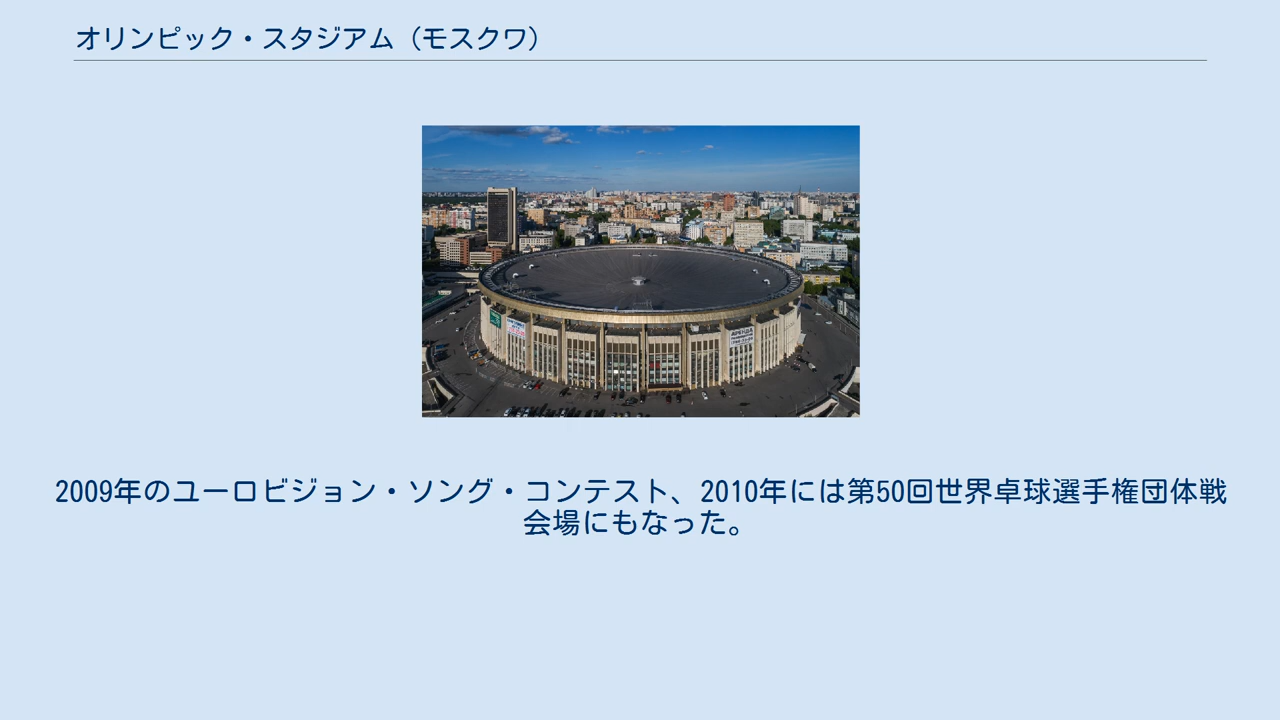 オリンピック・スタジアム（モスクワ）
АРЕНДА
2009年のユーロビジョン・ソング・コンテスト、2010年には第50回世界卓球選手権団体戦
会場にもなった。